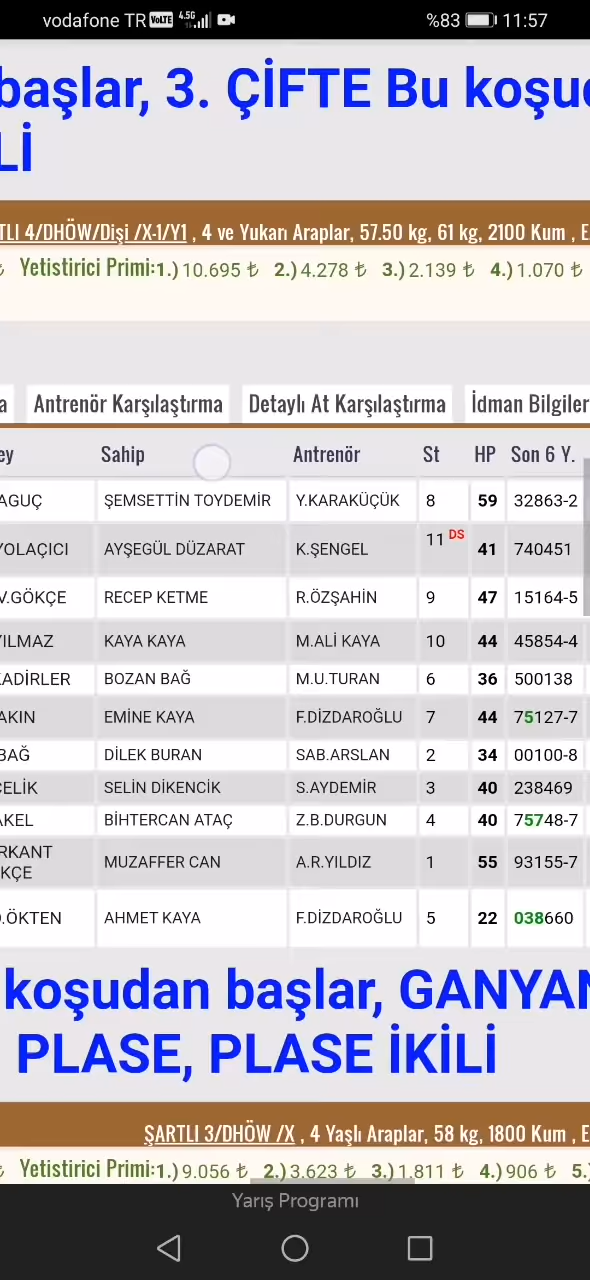 vodafone TR VoLTE 4.5G %83 11:57
başlar, 3. ÇİFTE Bu koşu
Lİ
TLI 4/DHÖW/Dişi /X-1/Y1 , 4 ve Yukarı Araplar, 57.50 kg, 61 kg, 2100 Kum , E
₺ Yetistirici Primi:1.) 10.695 ₺ 2.) 4.278 ₺ 3.) 2.139 ₺ 4.) 1.070 ₺
a Antrenör Karşılaştırma Detaylı At Karşılaştırma İdman Bilgiler
ey Sahip Antrenör St HP Son 6 Y.
AGUÇ ŞEMSETTİN TOYDEMİR Y.KARAKÜÇÜK 8 59 32863-2
YOLAÇICI AYŞEGÜL DÜZARAT K.ŞENGEL 11 DS 41 740451
V.GÖKÇE RECEP KETME R.ÖZŞAHİN 9 47 15164-5
YILMAZ KAYA KAYA M.ALİ KAYA 10 44 45854-4
KADİRLER BOZAN BAĞ M.U.TURAN 6 36 500138
AKIN EMİNE KAYA F.DİZDAROĞLU 7 44 75127-7
BAĞ DİLEK BURAN SAB.ARSLAN 2 34 00100-8
ÇELİK SELİN DİKENCİK S.AYDEMİR 3 40 238469
AKEL BİHTERCAN ATAÇ Z.B.DURGUN 4 40 75748-7
RKANT
KÇE MUZAFFER CAN A.R.YILDIZ 1 55 93155-7
O.ÖKTEN AHMET KAYA F.DİZDAROĞLU 5 22 038660
koşudan başlar, GANYAN
PLASE, PLASE İKİLİ
ŞARTLI 3/DHÖW /X , 4 Yaşlı Araplar, 58 kg, 1800 Kum , E
₺ Yetistirici Primi:1.) 9.056 ₺ 2.) 3.623 ₺ 3.) 1.811 ₺ 4.) 906 ₺ 5.)
Yarış Programı